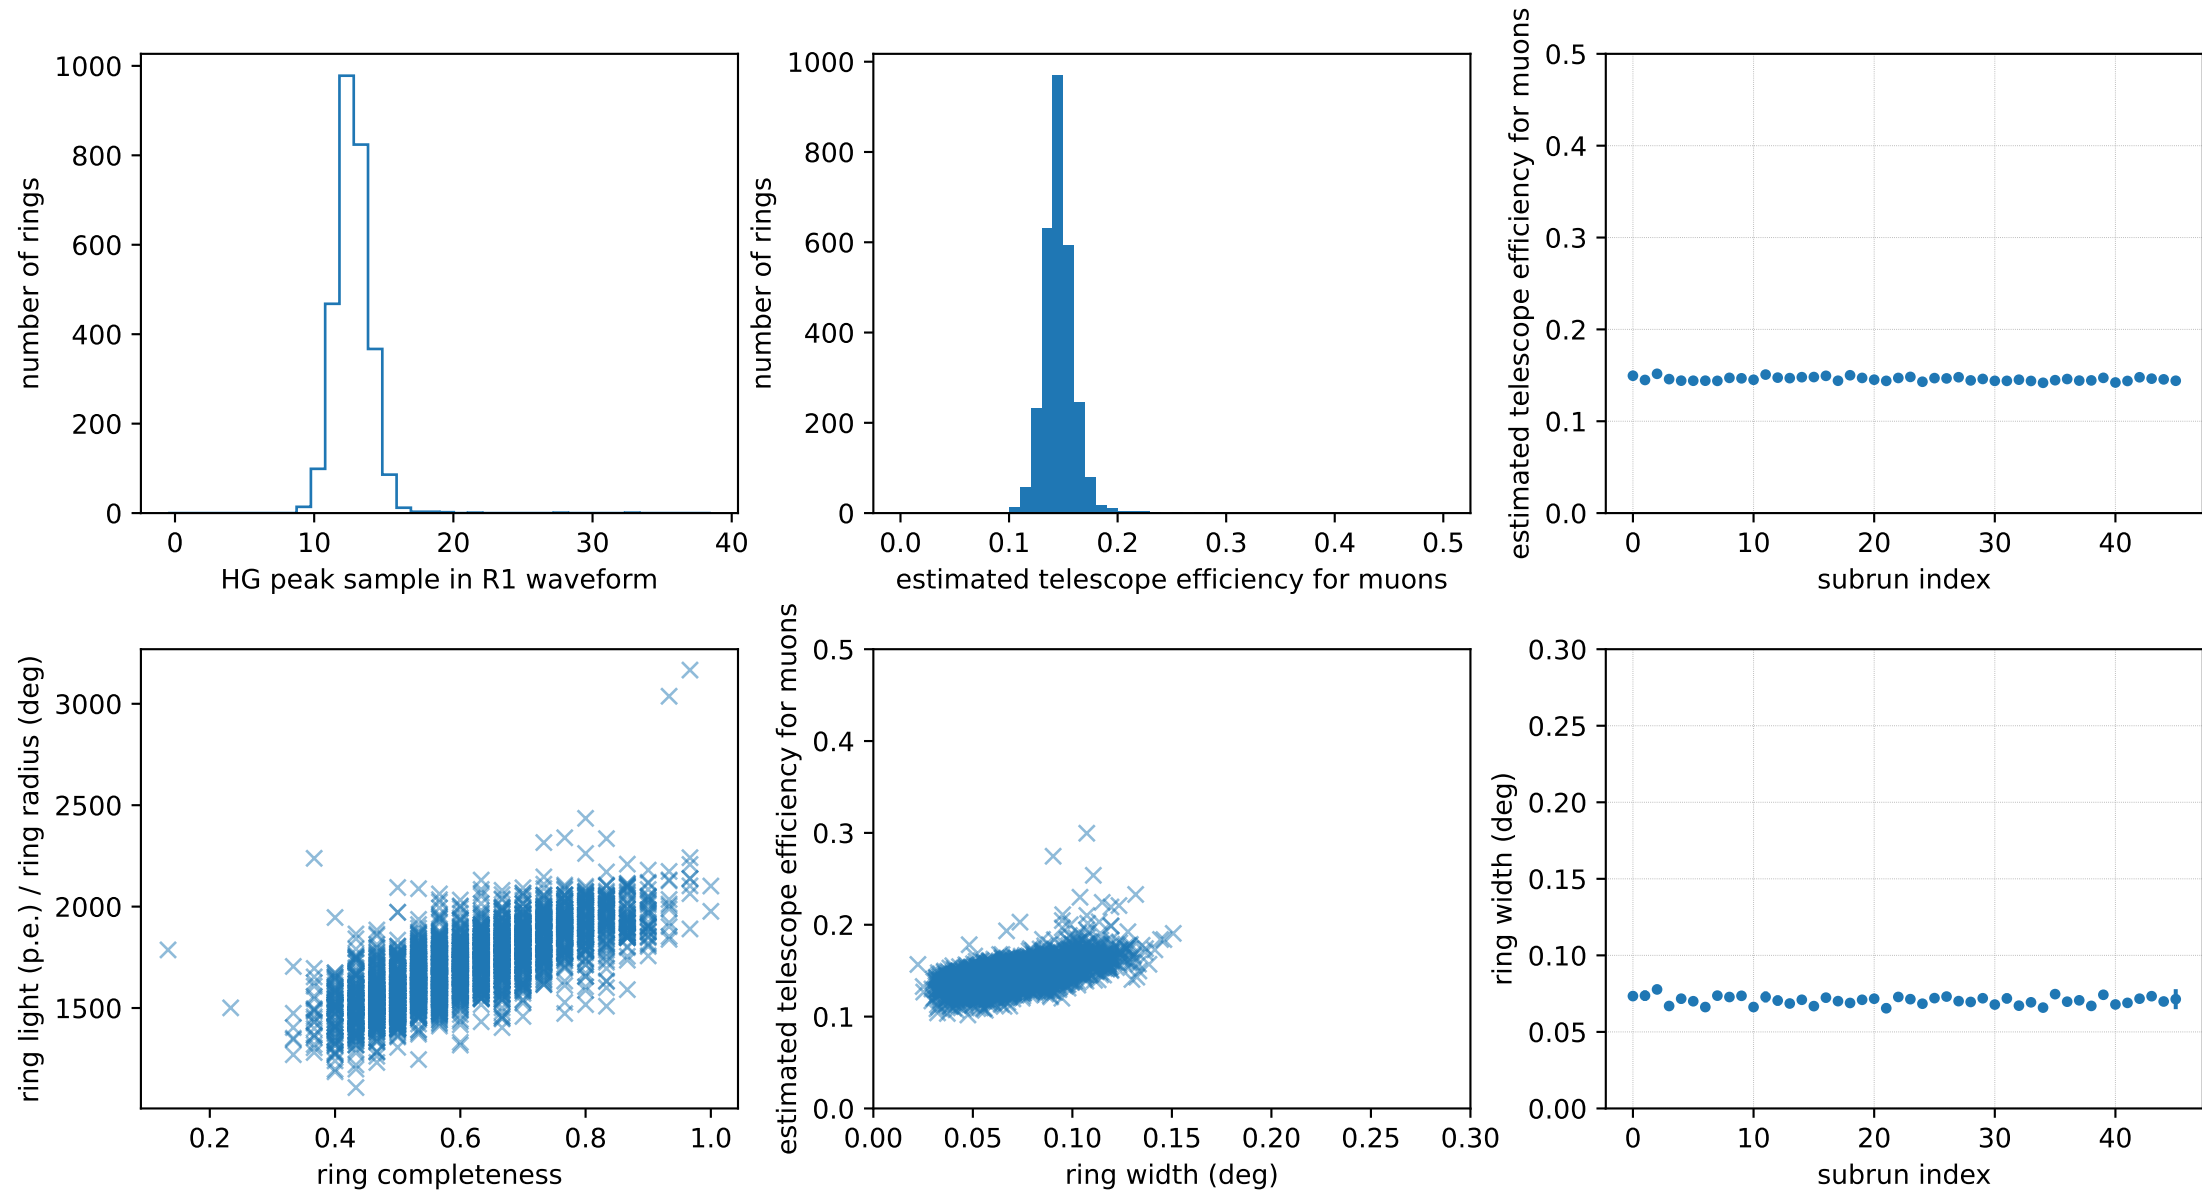 1000
800
600
400
200
0
number of rings
0 10 20 30 40
HG peak sample in R1 waveform
1000
800
600
400
200
0
number of rings
0.0 0.1 0.2 0.3 0.4 0.5
estimated telescope efficiency for muons
0.5
0.4
0.3
0.2
0.1
0.0
estimated telescope efficiency for muons
0 10 20 30 40
subrun index
3000
2500
2000
1500
ring light (p.e.) / ring radius (deg)
0.2 0.4 0.6 0.8 1.0
ring completeness
0.5
0.4
0.3
0.2
0.1
0.0
estimated telescope efficiency for muons
0.00 0.05 0.10 0.15 0.20 0.25 0.30
ring width (deg)
0.30
0.25
0.20
0.15
0.10
0.05
0.00
ring width (deg)
0 10 20 30 40
subrun index